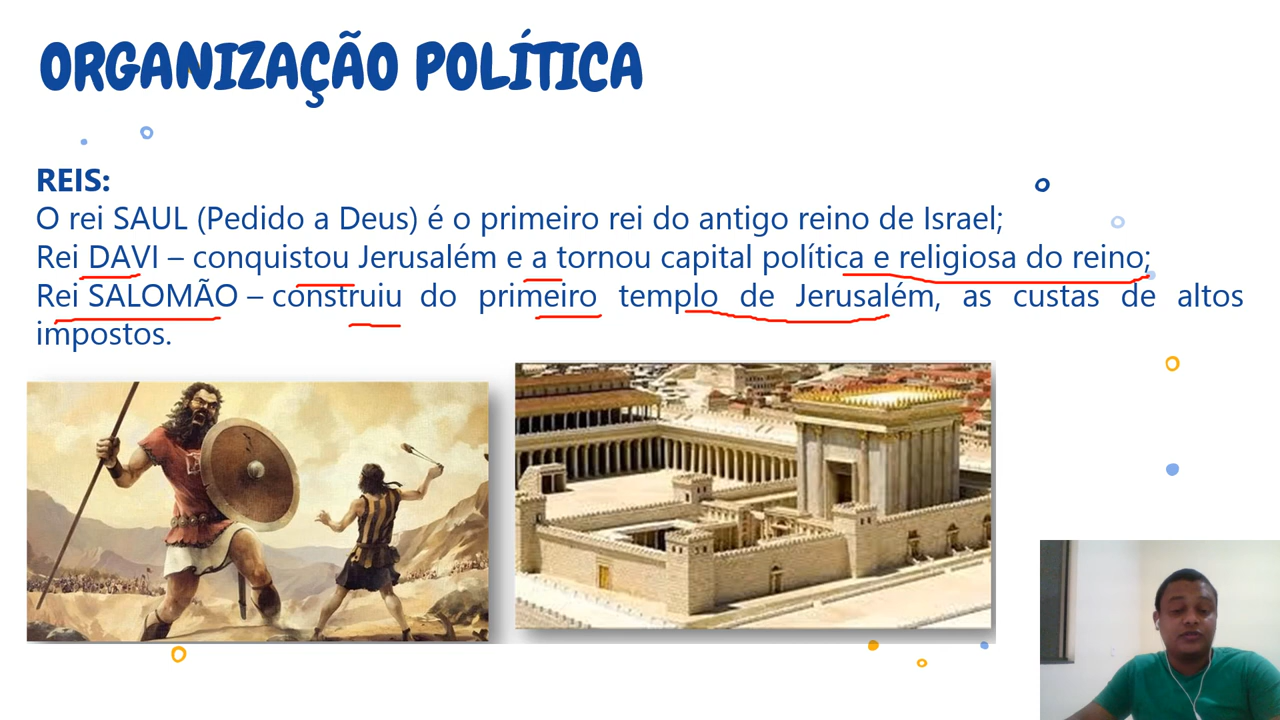 ORGANIZAÇÃO POLÍTICA
REIS:
O rei SAUL (Pedido a Deus) é o primeiro rei do antigo reino de Israel;
Rei DAVI – conquistou Jerusalém e a tornou capital política e religiosa do reino;
Rei SALOMÃO – construiu do primeiro templo de Jerusalém, as custas de altos
impostos.